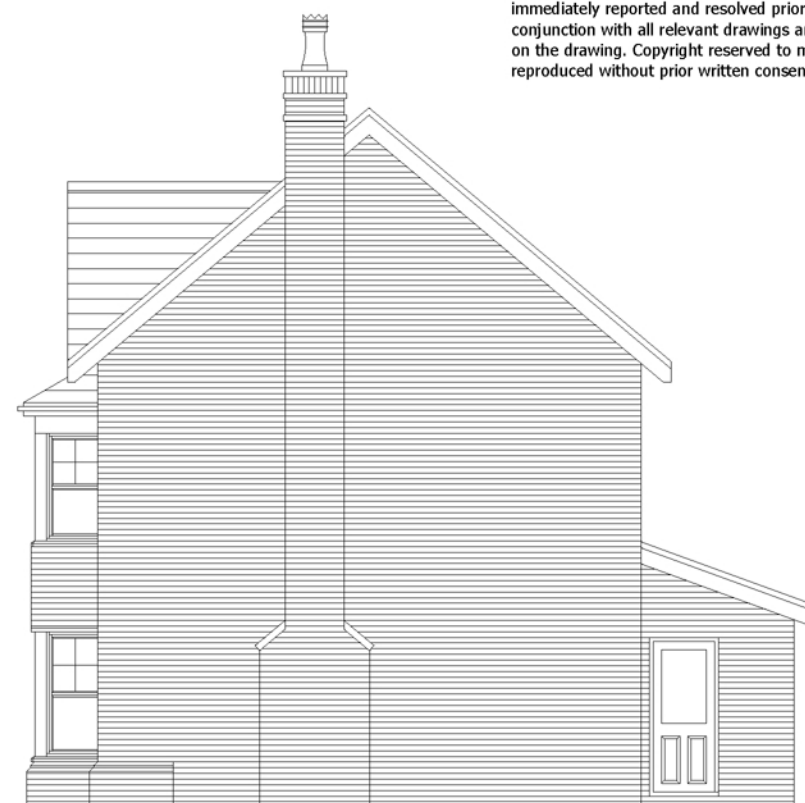 immediately reported and resolved prior
conjunction with all relevant drawings a
on the drawing. Copyright reserved to
reproduced without prior written consen